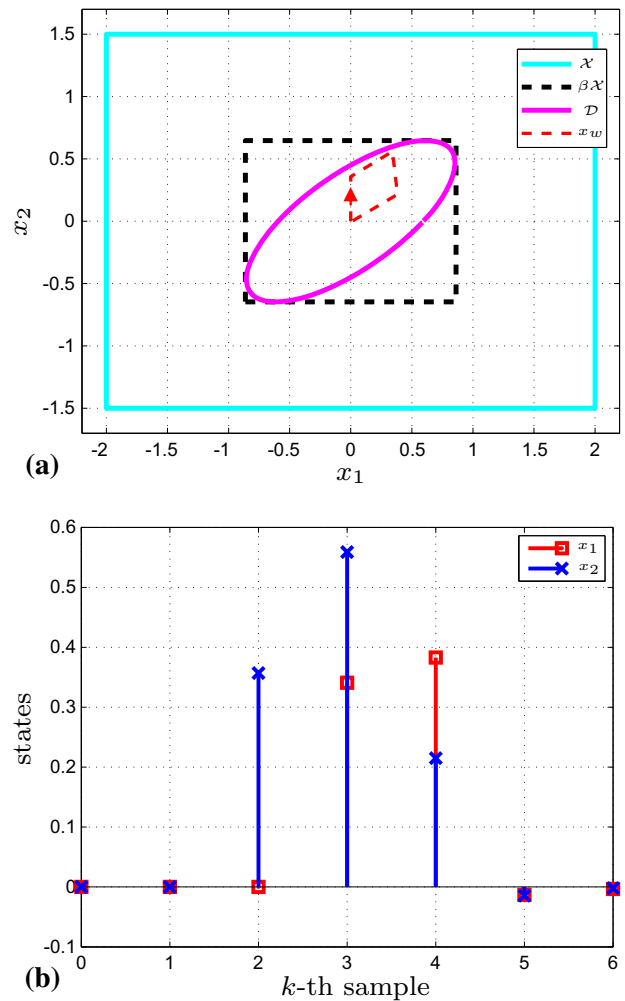 1.5
1
0.5
0
-0.5
-1
-1.5
x₂
𝒳
β𝒳
𝒟
x_w
-2 -1.5 -1 -0.5 0 0.5 1 1.5 2
x₁
(a)
0.6
0.5
0.4
0.3
0.2
0.1
0
-0.1
states
x₁
x₂
0 1 2 3 4 5 6
k-th sample
(b)